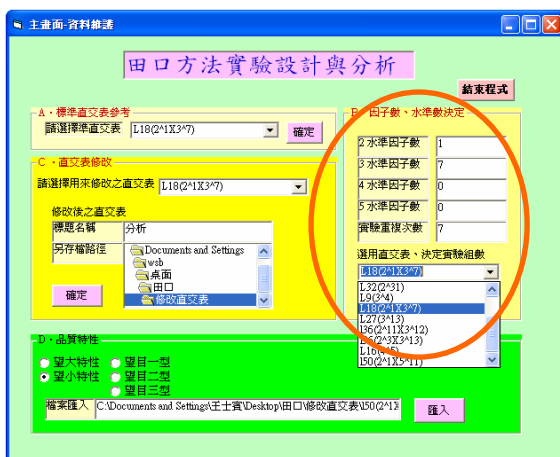 主畫面-資料維護
田口方法實驗設計與分析
結束程式
A‧標準直交表參考
請選擇準直交表 L18(2^1X3^7) 確定
B‧因子數、水準數決定
2 水準因子數 1
3 水準因子數 7
4 水準因子數 0
5 水準因子數 0
實驗重複次數 7
選用直交表、決定實驗組數
L18(2^1X3^7)
L32(2^31)
L9(3^4)
L18(2^1X3^7)
L27(3^13)
l36(2^11X3^12)
L36(2^3X3^13)
L16(4^5)
l50(2^1X5^11)
C‧直交表修改
請選擇用來修改之直交表 L18(2^1X3^7)
修改後之直交表
標題名稱 分析
另存檔路徑 Documents and Settings
wsb
桌面
田口
修改直交表
確定
D‧品質特性
望大特性 望目一型
望小特性 望目二型
望目三型
檔案匯入 C:\Documents and Settings\王士賓\Desktop\田口\修改直交表\l50(2^1X
匯入